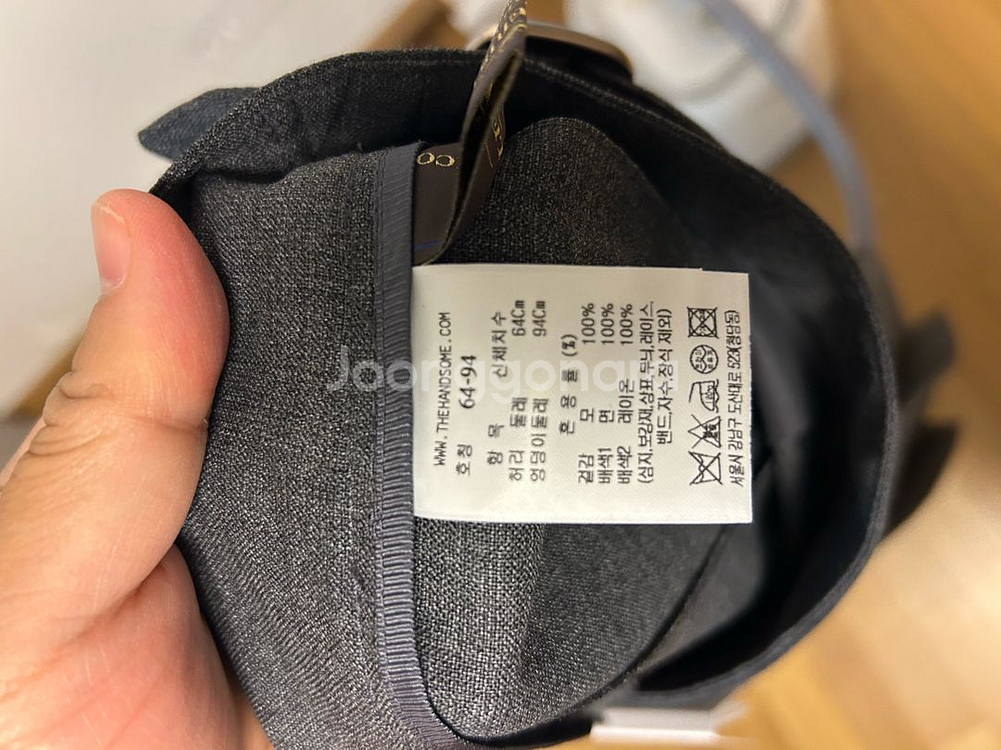 WWW.THEHANDSOME.COM
호칭 64-94
항 목 신체치수
허리 둘레 64Cm
엉덩이둘레 94Cm
혼 용 률 (%)
겉감 모 100%
배색1 면 100%
배색2 레이온 100%
(심지,보강재,상표,무늬,레이스,
밴드,자수,장식 제외)
서울시 강남구 도산대로 523(청담동)
Joonggonara